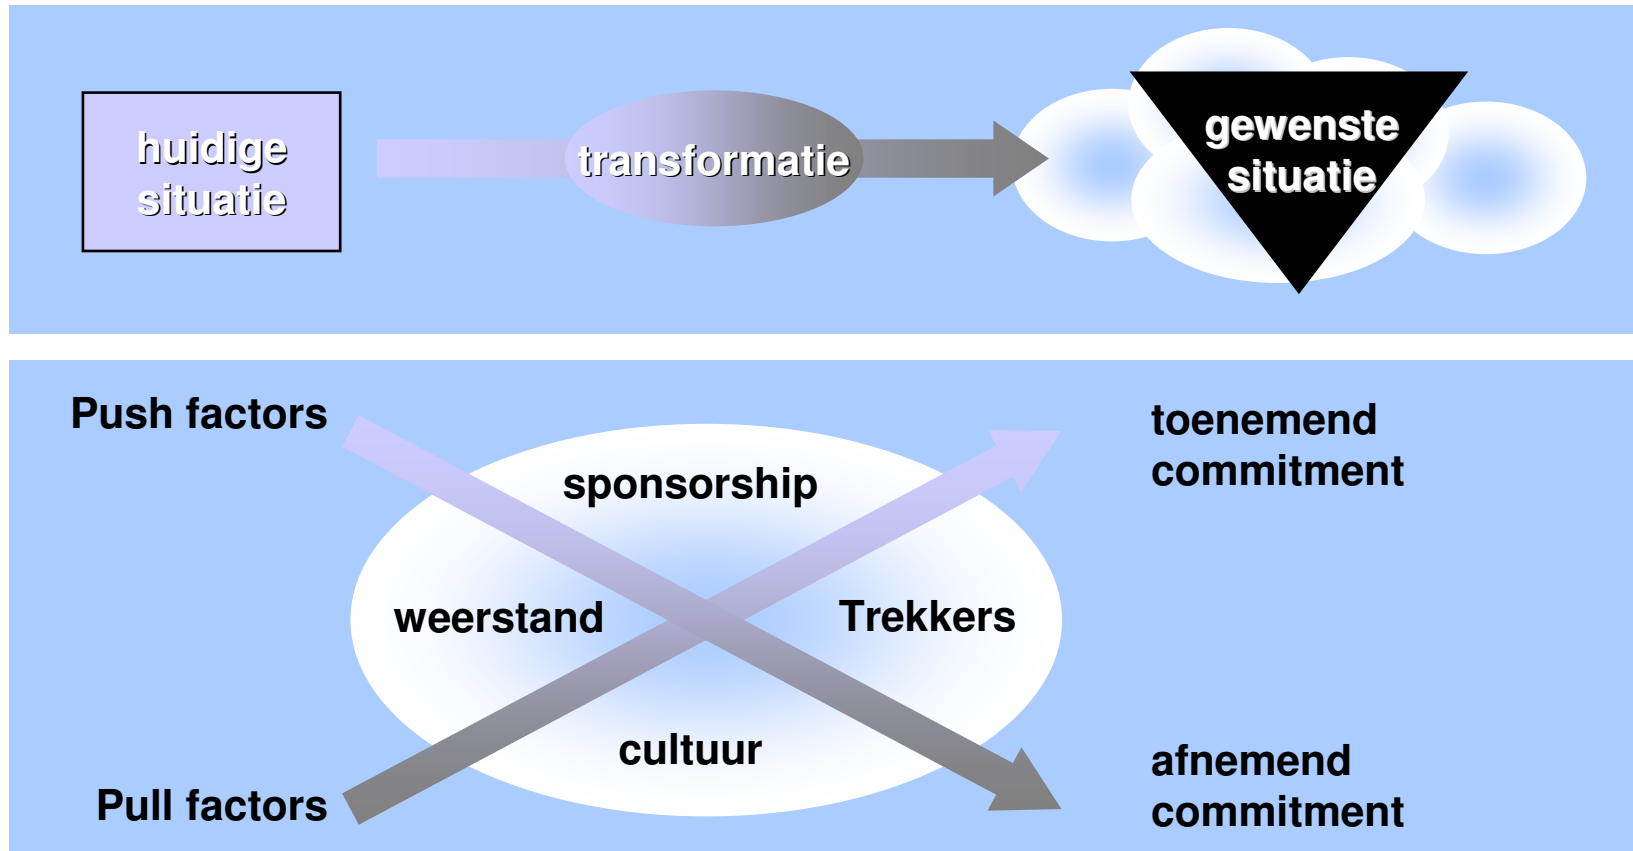 huidige
situatie
transformatie
gewenste
situatie
Push factors
toenemend
commitment
sponsorship
weerstand
Trekkers
cultuur
Pull factors
afnemend
commitment